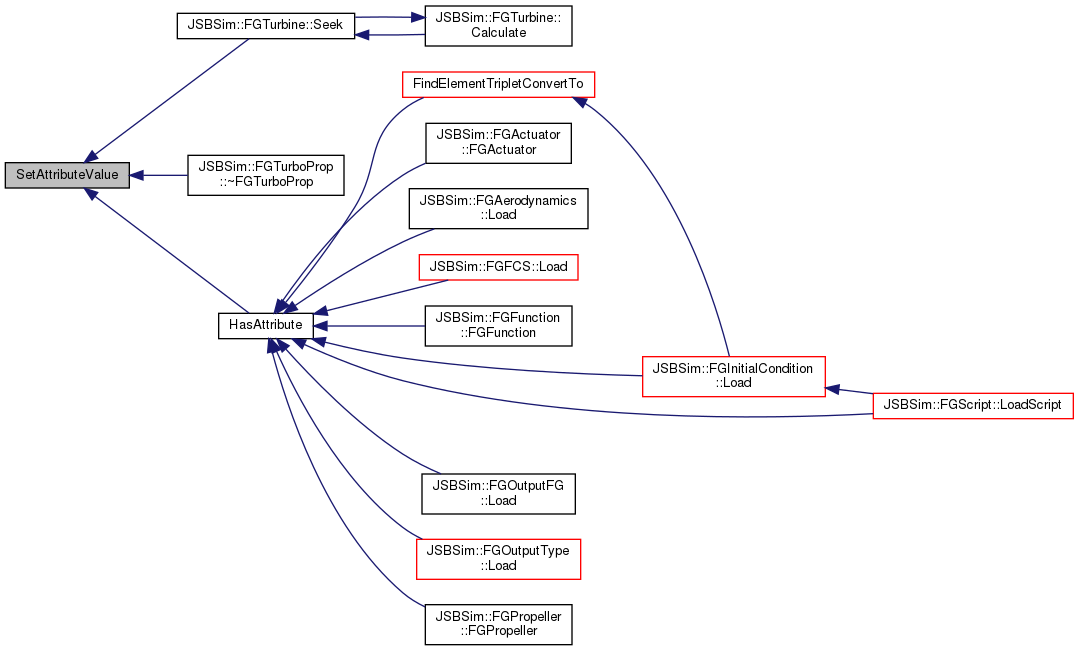 JSBSim::FGTurbine::Seek
JSBSim::FGTurbine::
Calculate
FindElementTripletConvertTo
JSBSim::FGActuator
::FGActuator
SetAttributeValue
JSBSim::FGTurboProp
::~FGTurboProp
JSBSim::FGAerodynamics
::Load
JSBSim::FGFCS::Load
HasAttribute
JSBSim::FGFunction
::FGFunction
JSBSim::FGInitialCondition
::Load
JSBSim::FGScript::LoadScript
JSBSim::FGOutputFG
::Load
JSBSim::FGOutputType
::Load
JSBSim::FGPropeller
::FGPropeller